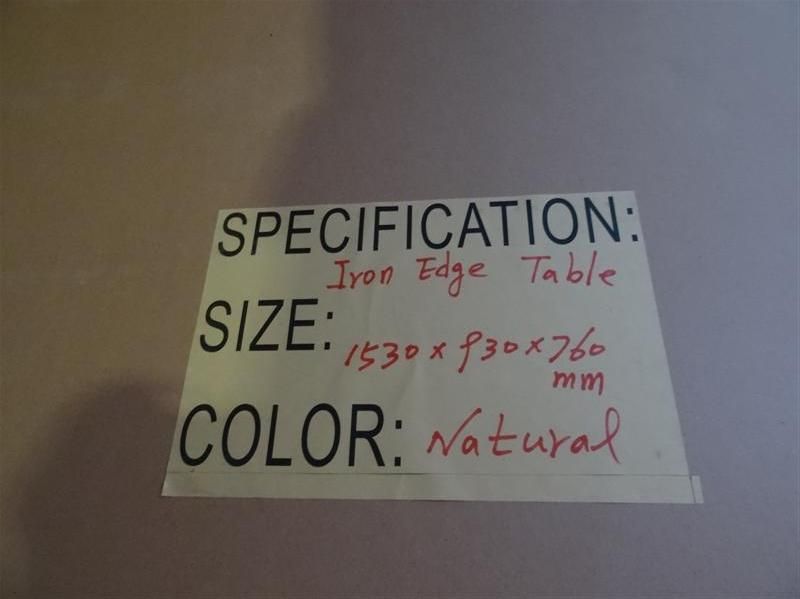 SPECIFICATION:
Iron Edge Table
SIZE: 1530 x 930 x 760
mm
COLOR: Natural